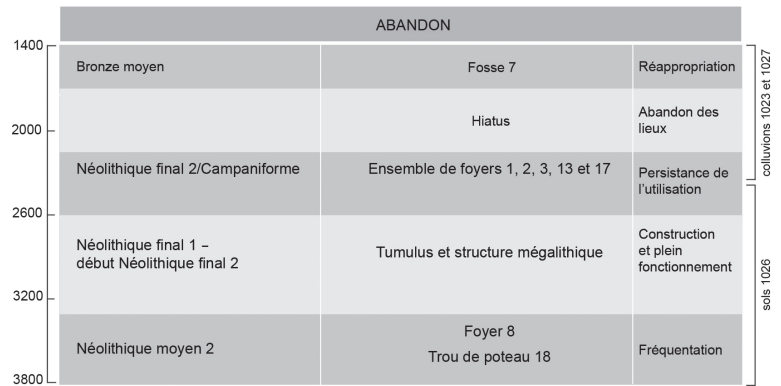 ABANDON
1400
Bronze moyen
Fosse 7
Réappropriation
Hiatus
Abandon des
lieux
2000
Néolithique final 2/Campaniforme
Ensemble de foyers 1, 2, 3, 13 et 17
Persistance de
l'utilisation
2600
Néolithique final 1 –
début Néolithique final 2
Tumulus et structure mégalithique
Construction
et plein
fonctionnement
3200
Néolithique moyen 2
Foyer 8
Trou de poteau 18
Fréquentation
3800
colluvions 1023 et 1027
sols 1026